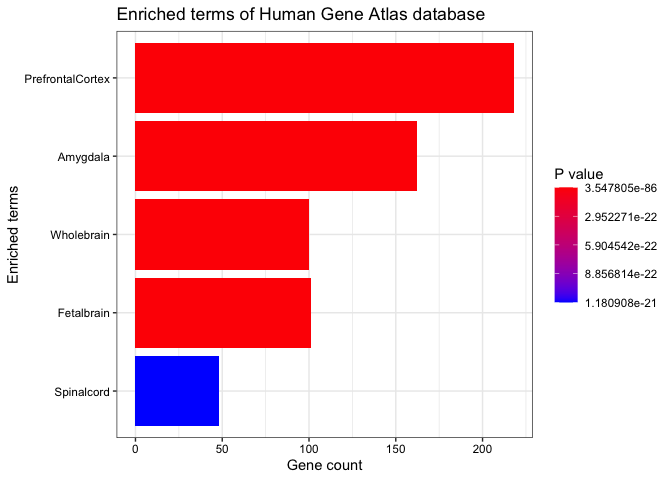 Enriched terms of Human Gene Atlas database
Enriched terms
PrefrontalCortex
Amygdala
Wholebrain
Fetalbrain
Spinalcord
0 50 100 150 200
Gene count
P value
3.547805e-86
2.952271e-22
5.904542e-22
8.856814e-22
1.180908e-21